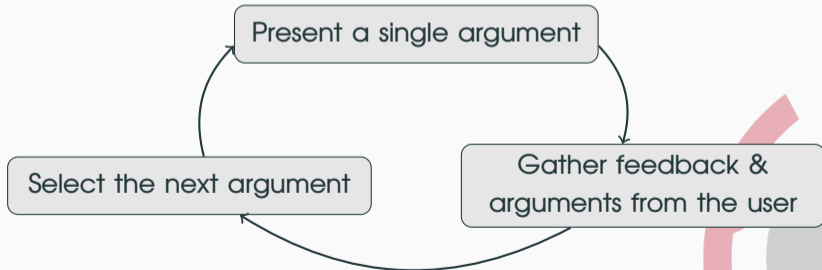 Present a single argument
Gather feedback &
arguments from the user
Select the next argument